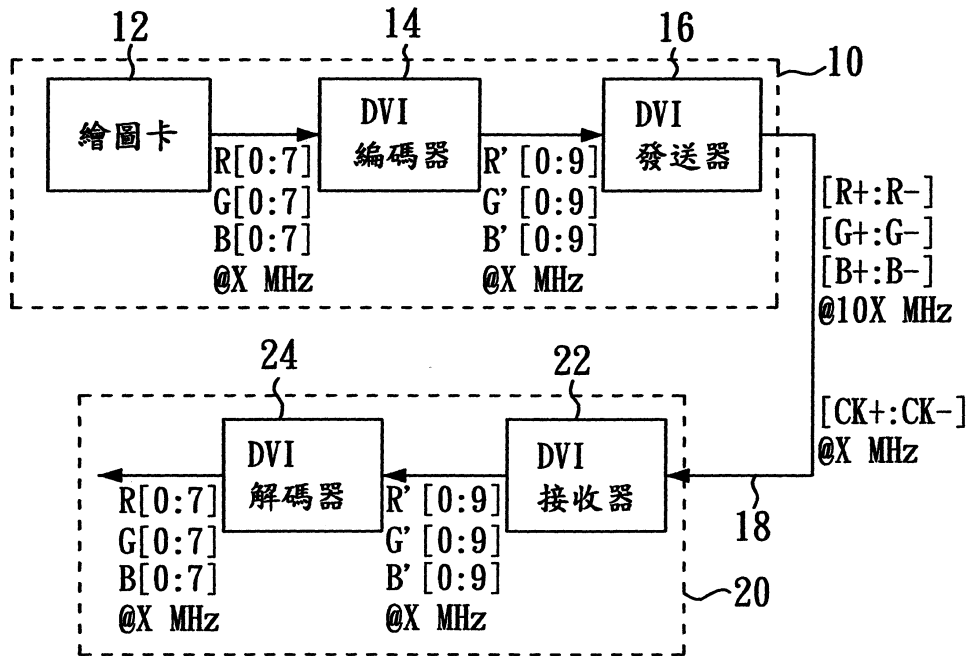 12
14
16
10
繪圖卡
R[0:7]
G[0:7]
B[0:7]
@X MHz
DVI
編碼器
R'[0:9]
G'[0:9]
B'[0:9]
@X MHz
DVI
發送器
[R+:R-]
[G+:G-]
[B+:B-]
@10X MHz
[CK+:CK-]
@X MHz
18
24
22
DVI
接收器
R'[0:9]
G'[0:9]
B'[0:9]
@X MHz
DVI
解碼器
R[0:7]
G[0:7]
B[0:7]
@X MHz
20